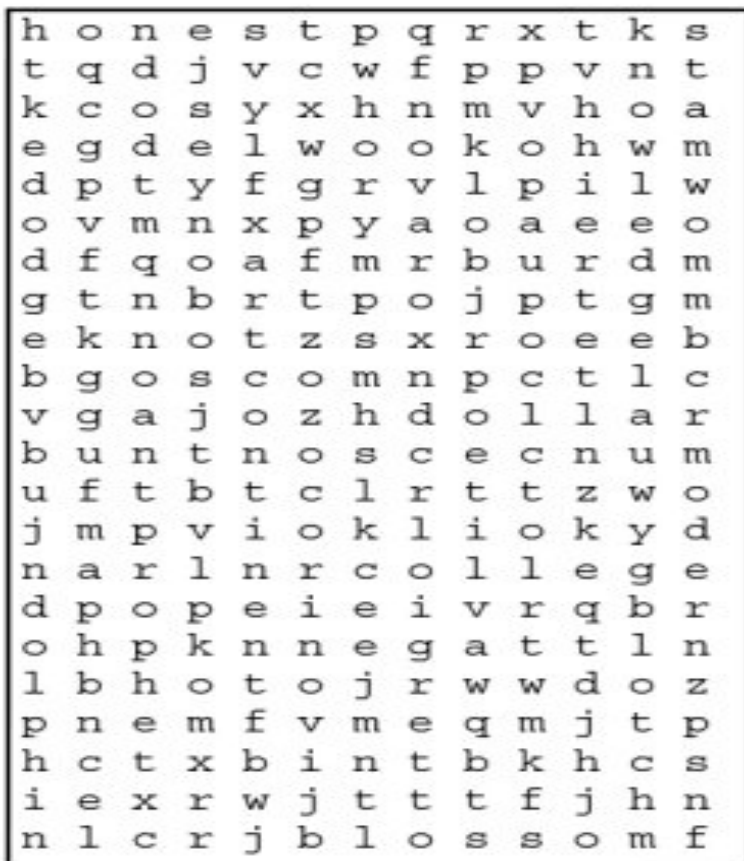 h o n e s t p q r x t k s
t q d j v c w f p p v n t
k c o s y x h n m v h o a
e g d e l w o o k o h w m
d p t y f g r v l p i l w
o v m n x p y a o a e e o
d f q o a f m r b u r d m
g t n b r t p o j p t g m
e k n o t z s x r o e e b
b g o s c o m n p c t l c
v g a j o z h d o l l a r
b u n t n o s c e c n u m
u f t b t c l r t t z w o
j m p v i o k l i o k y d
n a r l n r c o l l e g e
d p o p e i e i v r q b r
o h p k n n e g a t t l n
l b h o t o j r w w d o z
p n e m f v m e q m j t p
h c t x b i n t b k h c s
i e x r w j t t t f j h n
n l c r j b l o s s o m f